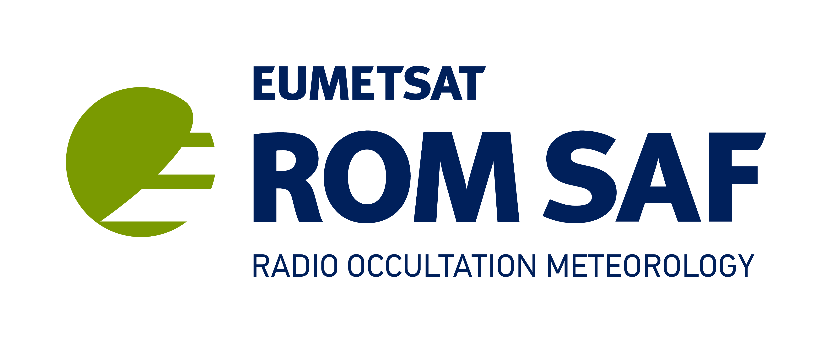 EUMETSAT
ROM SAF
RADIO OCCULTATION METEOROLOGY